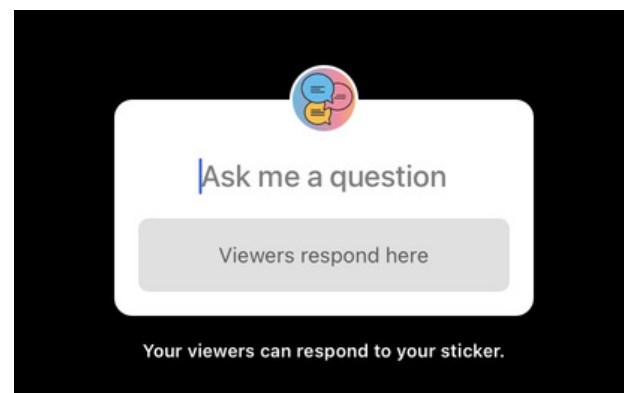 Ask me a question
Viewers respond here
Your viewers can respond to your sticker.